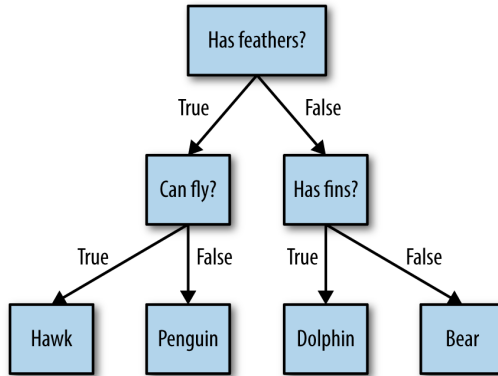 Has feathers?
True
False
Can fly?
Has fins?
True
False
True
False
Hawk
Penguin
Dolphin
Bear